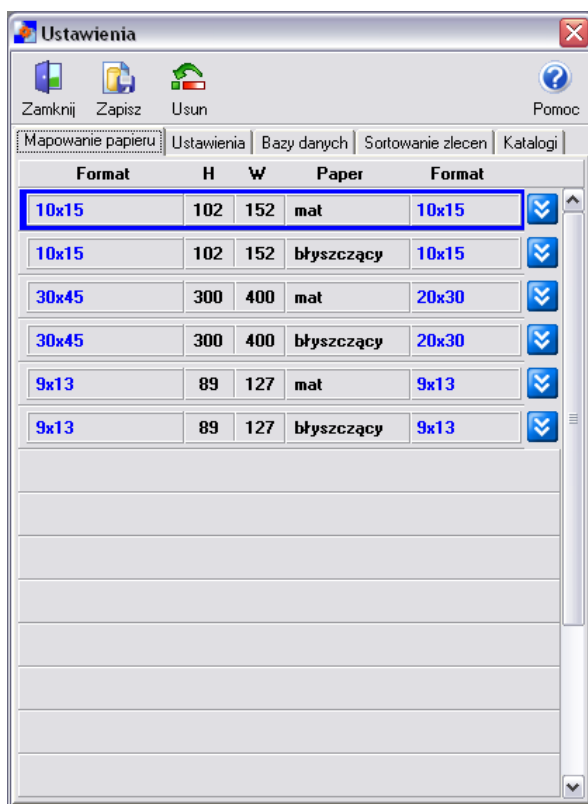 Ustawienia
Zamknij Zapisz Usun Pomoc
Mapowanie papieru Ustawienia Bazy danych Sortowanie zlecen Katalogi
Format H W Paper Format
10x15 102 152 mat 10x15
10x15 102 152 błyszczący 10x15
30x45 300 400 mat 20x30
30x45 300 400 błyszczący 20x30
9x13 89 127 mat 9x13
9x13 89 127 błyszczący 9x13